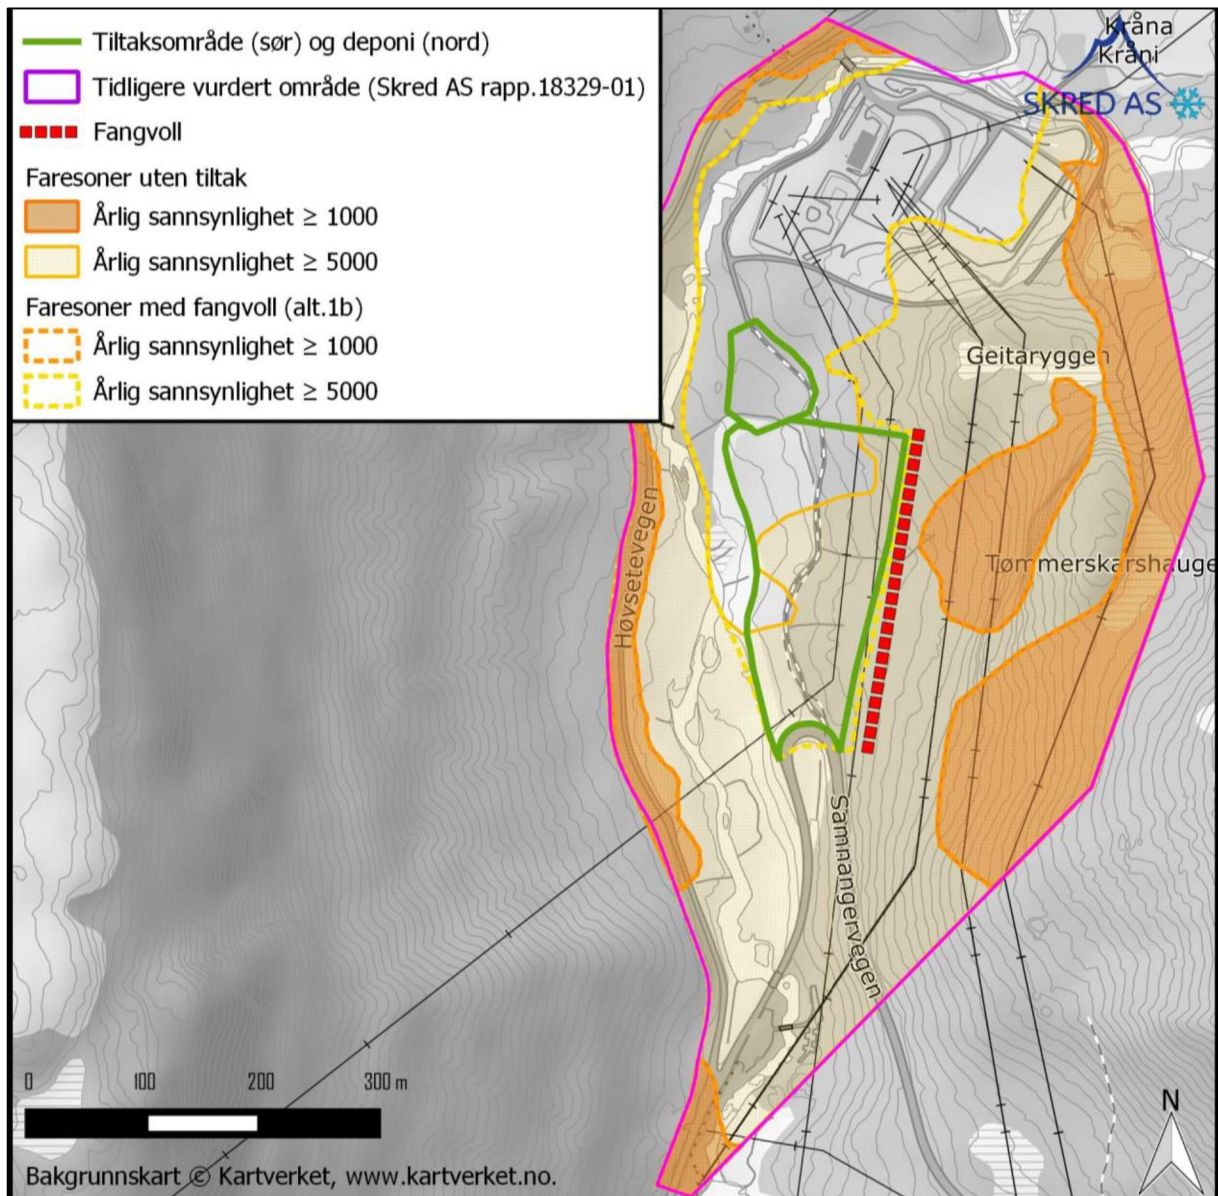 Tiltaksområde (sør) og deponi (nord)
Tidligere vurdert område (Skred AS rapp.18329-01)
Fangvoll
Faresoner uten tiltak
Årlig sannsynlighet ≥ 1000
Årlig sannsynlighet ≥ 5000
Faresoner med fangvoll (alt.1b)
Årlig sannsynlighet ≥ 1000
Årlig sannsynlighet ≥ 5000
Kråna
Kråni
SKRED AS
Geitaryggen
Høvsetevegen
Tømmerskarshauge
Samnangervegen
0 100 200 300 m
N
Bakgrunnskart © Kartverket, www.kartverket.no.